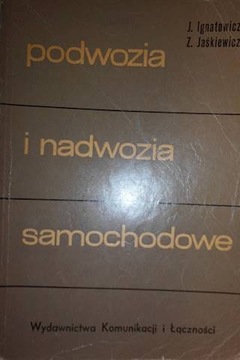 J. Ignatowicz
Z. Jaśkiewicz
podwozia
i nadwozia
samochodowe
Wydawnictwa Komunikacji i Łączności